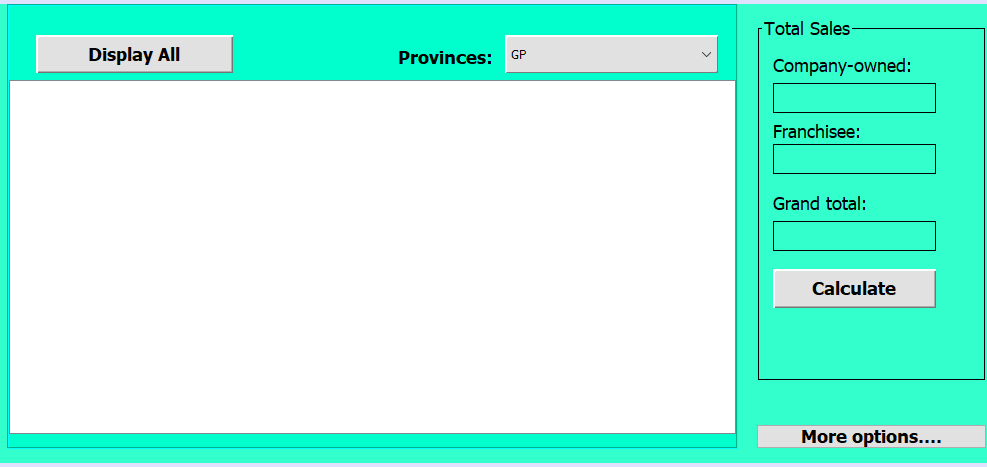 Display All
Provinces:
GP
Total Sales
Company-owned:
Franchisee:
Grand total:
Calculate
More options....